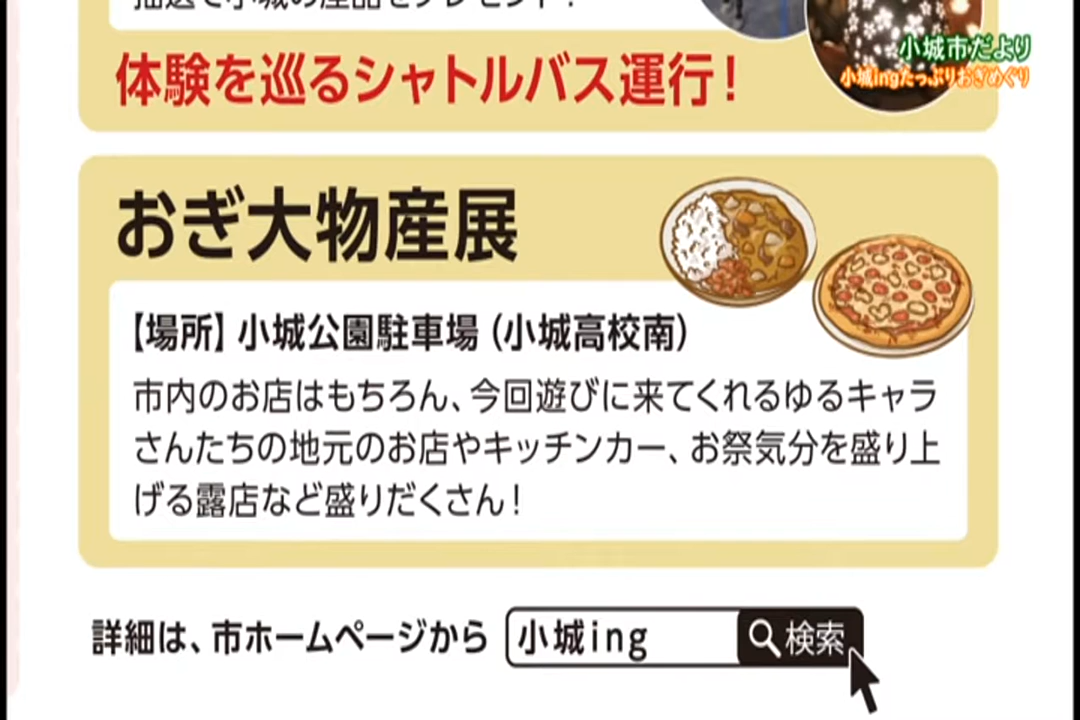 小城市だより
小城ingたっぷりおぎめぐり
体験を巡るシャトルバス運行！
おぎ大物産展
【場所】小城公園駐車場（小城高校南）
市内のお店はもちろん、今回遊びに来てくれるゆるキャラ
さんたちの地元のお店やキッチンカー、お祭気分を盛り上
げる露店など盛りだくさん！
詳細は、市ホームページから 小城ing 検索